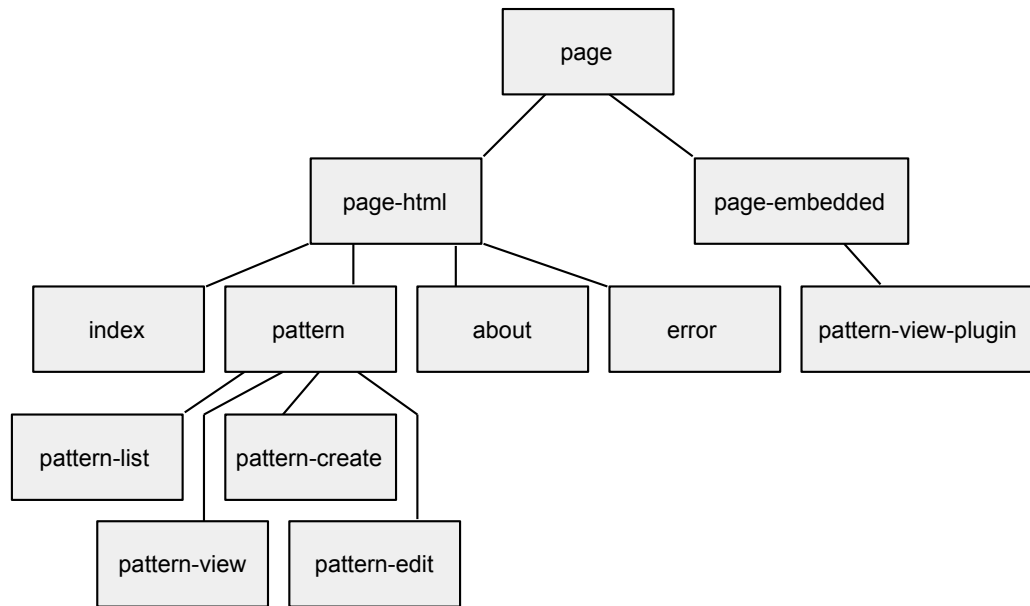 page
page-html
page-embedded
index
pattern
about
error
pattern-view-plugin
pattern-list
pattern-create
pattern-view
pattern-edit